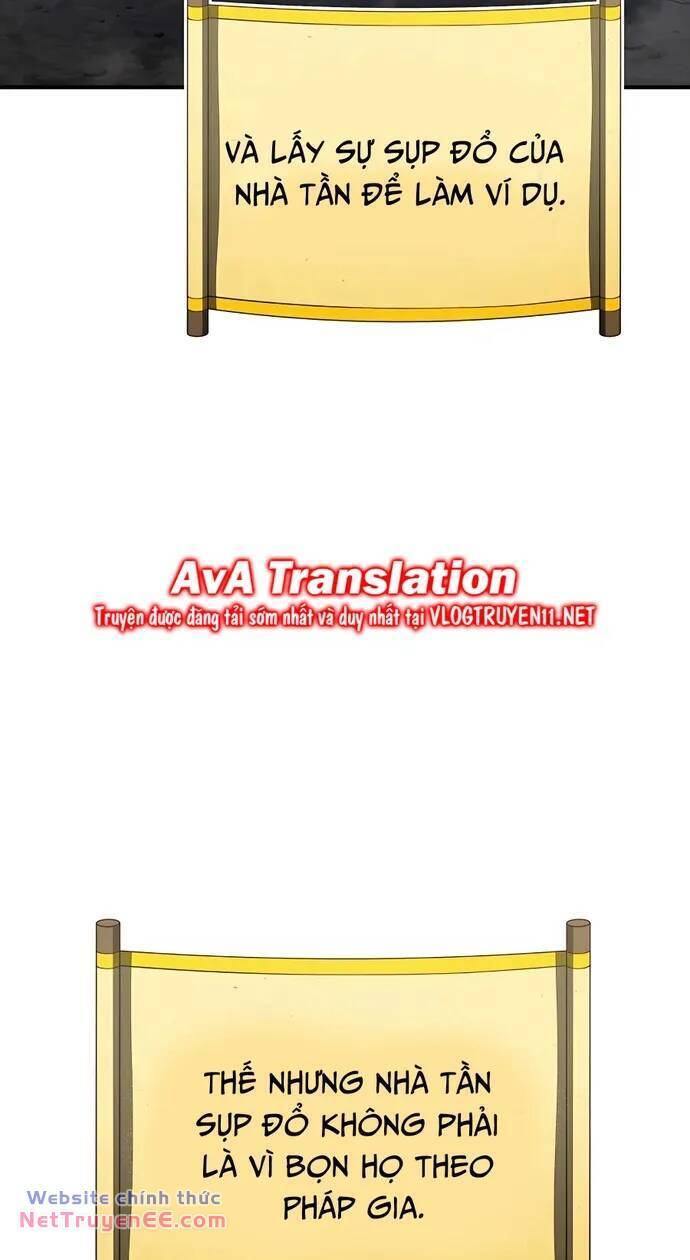 VÀ LẤY SỰ SỤP ĐỔ CỦA
NHÀ TẦN ĐỂ LÀM VÍ DỤ.
AvA Translation
Truyện được đăng tải sớm nhất và duy nhất tại VLOGTRUYEN11.NET
THẾ NHƯNG NHÀ TẦN
SỤP ĐỔ KHÔNG PHẢI
LÀ VÌ BỌN HỌ THEO
PHÁP GIA.
Website chính thức
NetTruyenEE.com